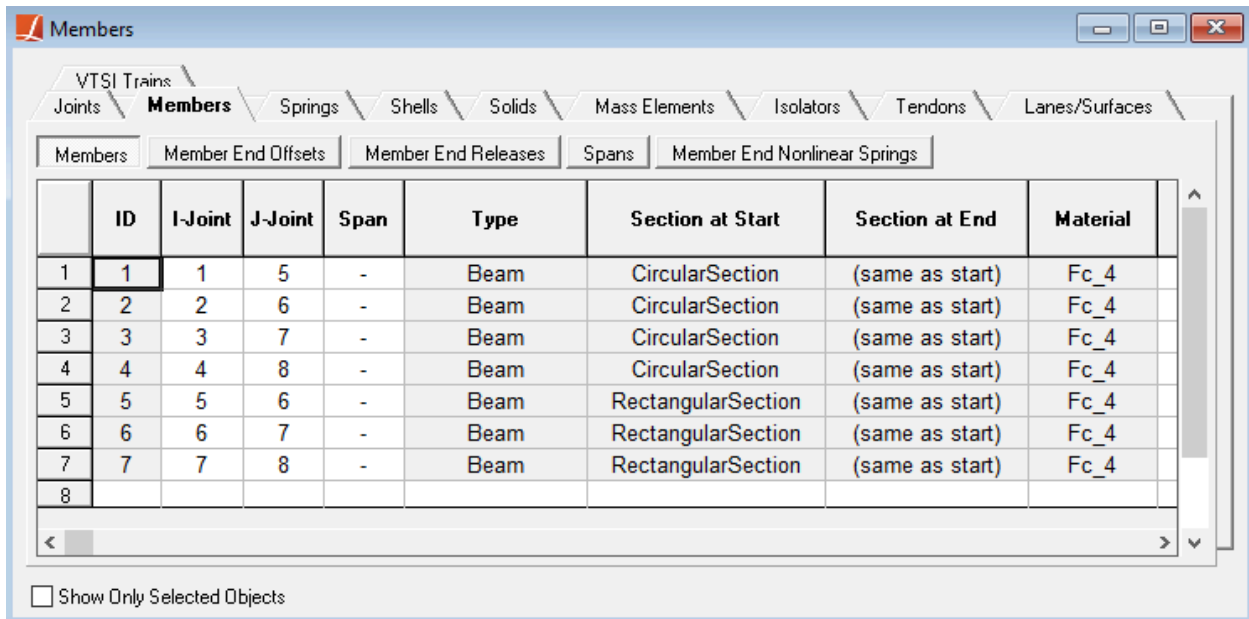 Members
VTSI Trains
Joints Members Springs Shells Solids Mass Elements Isolators Tendon Lanes/Surfaces
Members Member End Offsets Member End Releases Spans Member End Nonlinear Springs
ID I-Joint J-Joint Span Type Section at Start Section at End Material
1 1 1 5 - Beam CircularSection (same as start) Fc_4
2 2 2 6 - Beam CircularSection (same as start) Fc_4
3 3 3 7 - Beam CircularSection (same as start) Fc_4
4 4 4 8 - Beam CircularSection (same as start) Fc_4
5 5 5 6 - Beam RectangularSection (same as start) Fc_4
6 6 6 7 - Beam RectangularSection (same as start) Fc_4
7 7 7 8 - Beam RectangularSection (same as start) Fc_4
8
Show Only Selected Objects